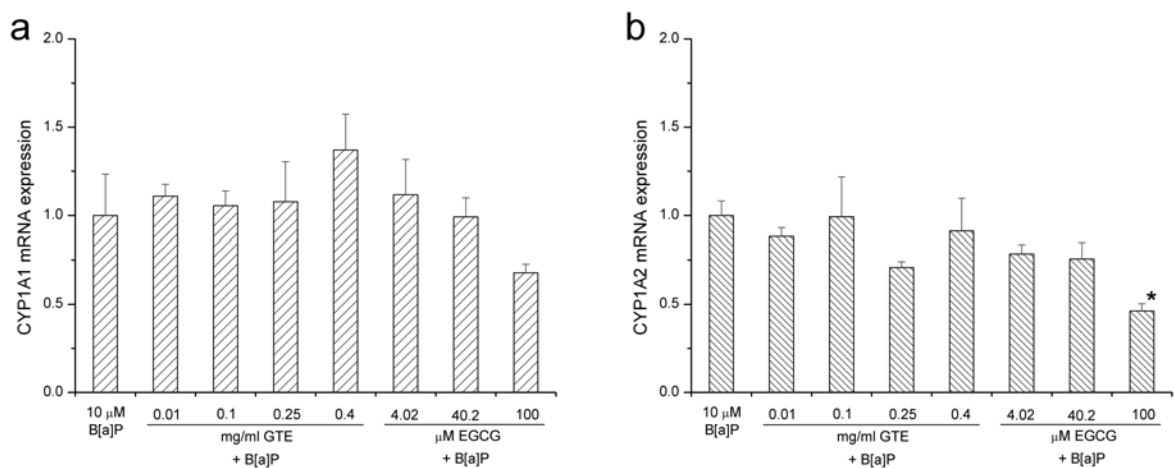 a
CYP1A1 mRNA expression
2.0
1.5
1.0
0.5
0.0
10 μM 0.01 0.1 0.25 0.4 4.02 40.2 100
B[a]P
mg/ml GTE μM EGCG
+ B[a]P + B[a]P
b
CYP1A2 mRNA expression
2.0
1.5
1.0
0.5
0.0
*
10 μM 0.01 0.1 0.25 0.4 4.02 40.2 100
B[a]P
mg/ml GTE μM EGCG
+ B[a]P + B[a]P